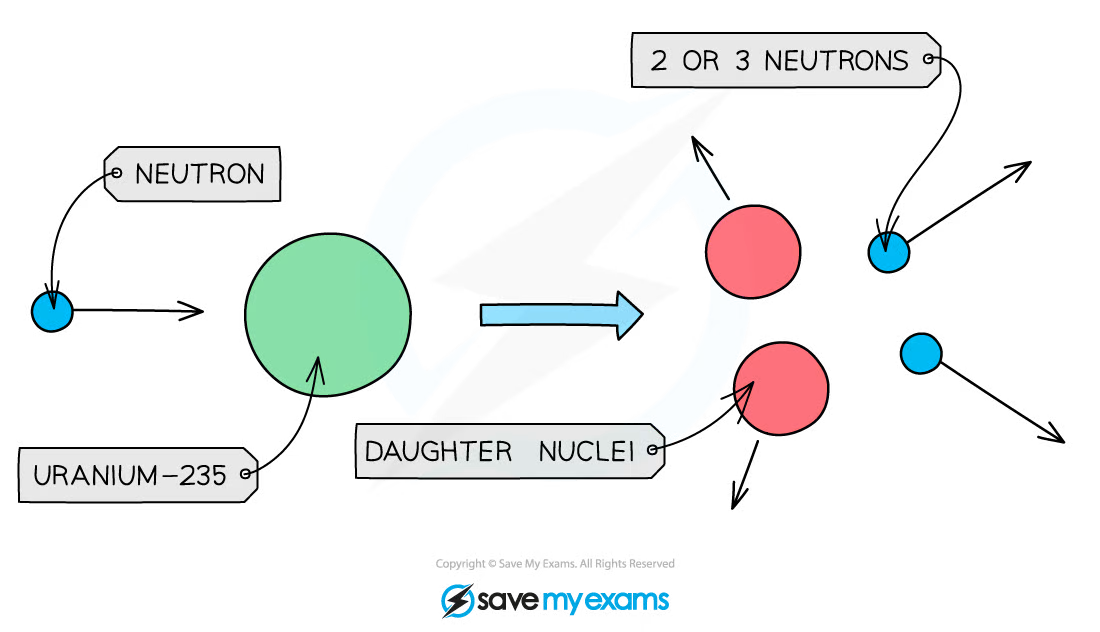 2 OR 3 NEUTRONS
NEUTRON
DAUGHTER NUCLEI
URANIUM-235
Copyright © Save My Exams. All Rights Reserved
save my exams